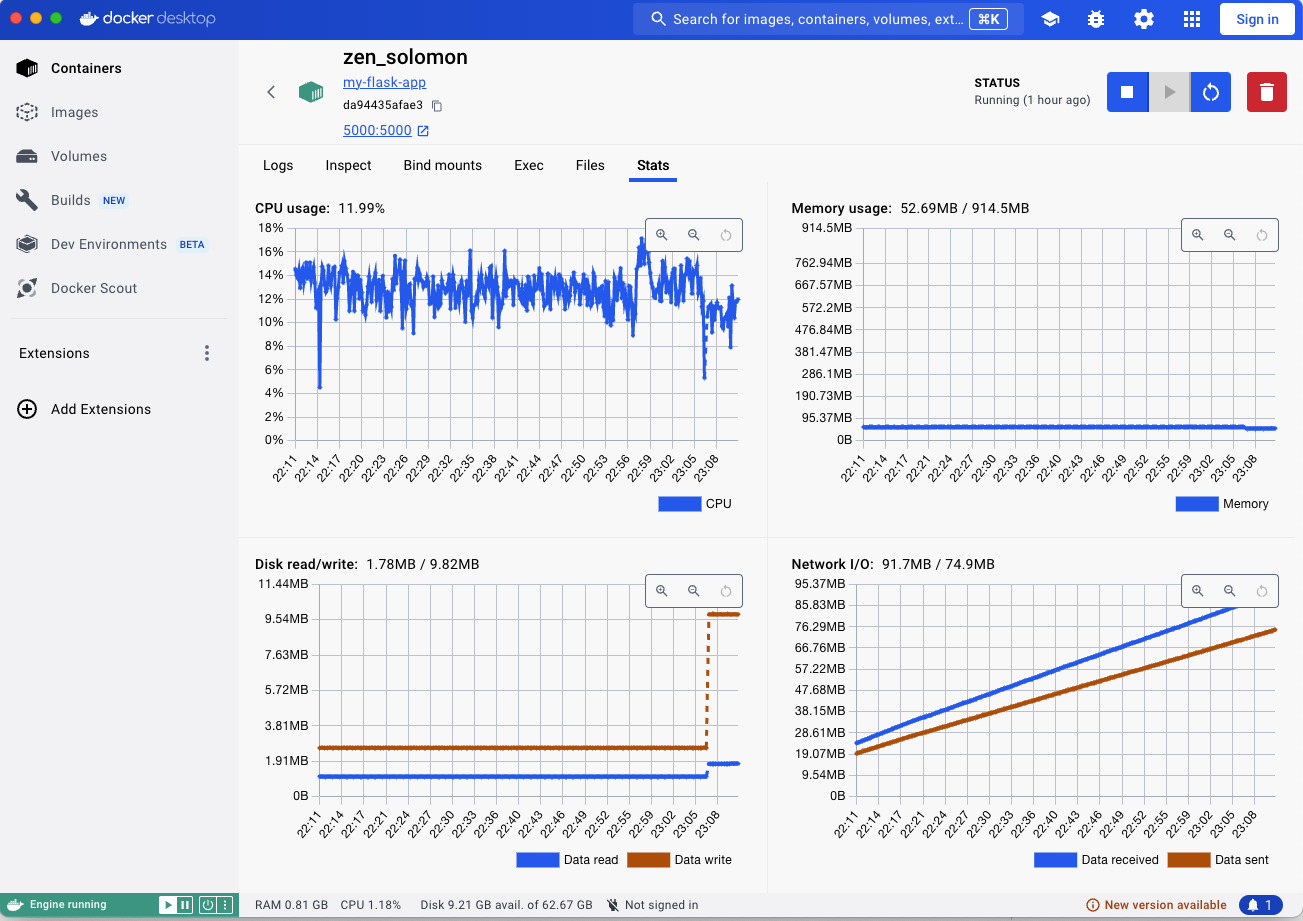 docker desktop
Search for images, containers, volumes, ext... ⌘K
Sign in
Containers
Images
Volumes
Builds NEW
Dev Environments BETA
Docker Scout
Extensions
Add Extensions
zen_solomon
my-flask-app
da94435afae3
5000:5000
STATUS
Running (1 hour ago)
Logs Inspect Bind mounts Exec Files Stats
CPU usage: 11.99%
18%
16%
14%
12%
10%
8%
6%
4%
2%
0%
22:11 22:14 22:17 22:20 22:23 22:26 22:29 22:32 22:35 22:38 22:41 22:44 22:47 22:50 22:53 22:56 22:59 23:02 23:05 23:08
CPU
Memory usage: 52.69MB / 914.5MB
914.5MB
762.94MB
667.57MB
572.2MB
476.84MB
381.47MB
286.1MB
190.73MB
95.37MB
0B
22:11 22:14 22:17 22:21 22:24 22:27 22:30 22:33 22:36 22:40 22:43 22:46 22:49 22:52 22:55 22:59 23:02 23:05 23:08
Memory
Disk read/write: 1.78MB / 9.82MB
11.44MB
9.54MB
7.63MB
5.72MB
3.81MB
1.91MB
0B
22:11 22:14 22:17 22:21 22:24 22:27 22:30 22:33 22:36 22:40 22:43 22:46 22:49 22:52 22:55 22:59 23:02 23:05 23:08
Data read Data write
Network I/O: 91.7MB / 74.9MB
95.37MB
85.83MB
76.29MB
66.76MB
57.22MB
47.68MB
38.15MB
28.61MB
19.07MB
9.54MB
0B
22:11 22:14 22:17 22:21 22:24 22:27 22:30 22:33 22:36 22:40 22:43 22:46 22:49 22:52 22:55 22:59 23:02 23:05 23:08
Data received Data sent
Engine running
RAM 0.81 GB CPU 1.18% Disk 9.21 GB avail. of 62.67 GB Not signed in
New version available 1